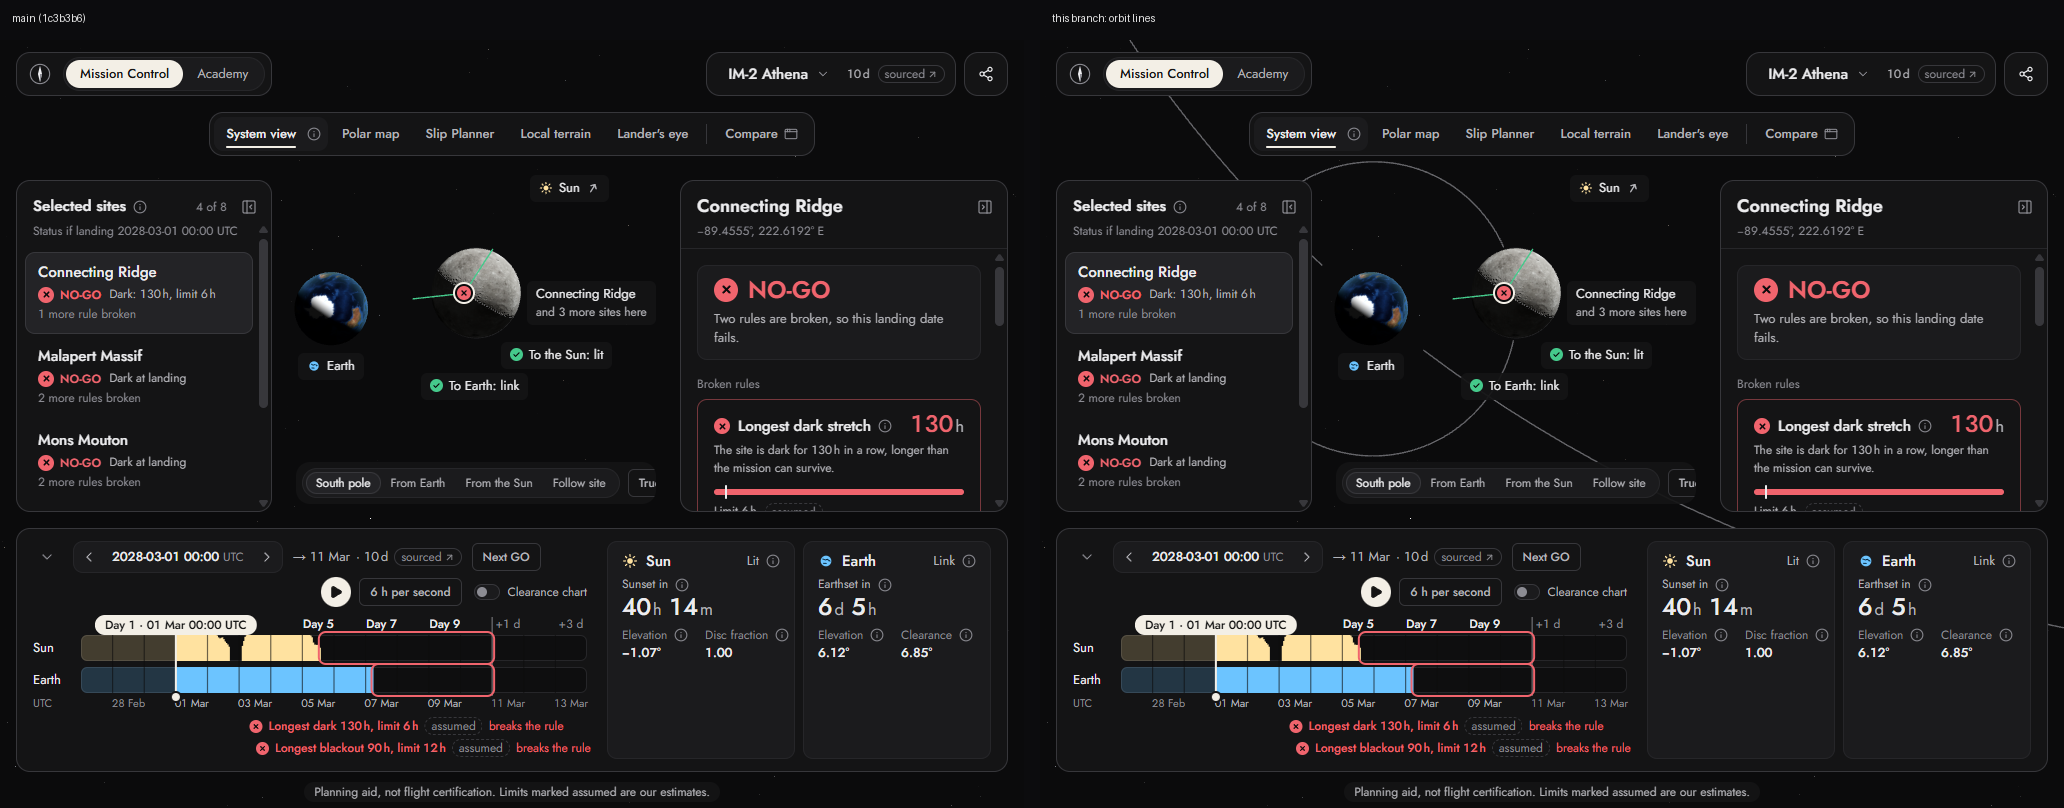 main (1c3b3b6)
Mission Control Academy
IM-2 Athena 10d sourced ↗
System view Polar map Slip Planner Local terrain Lander's eye Compare
Sun ↗
Selected sites 4 of 8
Status if landing 2028-03-01 00:00 UTC
Connecting Ridge
NO-GO Dark: 130h, limit 6h
1 more rule broken
Malapert Massif
NO-GO Dark at landing
2 more rules broken
Mons Mouton
NO-GO Dark at landing
2 more rules broken
Connecting Ridge
and 3 more sites here
To the Sun: lit
Earth
To Earth: link
South pole From Earth From the Sun Follow site
Connecting Ridge
−89.4555°, 222.6192° E
NO-GO
Two rules are broken, so this landing date
fails.
Broken rules
Longest dark stretch 130h
The site is dark for 130h in a row, longer than
the mission can survive.
Limit 6h assumed
2028-03-01 00:00 UTC → 11 Mar · 10d sourced ↗ Next GO
6 h per second Clearance chart
Day 1 · 01 Mar 00:00 UTC Day 5 Day 7 Day 9 +1 d +3 d
Sun
Earth
UTC 28 Feb 01 Mar 03 Mar 05 Mar 07 Mar 09 Mar 11 Mar 13 Mar
Longest dark 130h, limit 6h assumed breaks the rule
Longest blackout 90h, limit 12h assumed breaks the rule
Sun Lit
Sunset in
40h 14m
Elevation Disc fraction
−1.07° 1.00
Earth Link
Earthset in
6d 5h
Elevation Clearance
6.12° 6.85°
Planning aid, not flight certification. Limits marked assumed are our estimates.
this branch: orbit lines
Mission Control Academy
IM-2 Athena 10d sourced ↗
System view Polar map Slip Planner Local terrain Lander's eye Compare
Sun ↗
Selected sites 4 of 8
Status if landing 2028-03-01 00:00 UTC
Connecting Ridge
NO-GO Dark: 130h, limit 6h
1 more rule broken
Malapert Massif
NO-GO Dark at landing
2 more rules broken
Mons Mouton
NO-GO Dark at landing
2 more rules broken
Connecting Ridge
and 3 more sites here
To the Sun: lit
Earth
To Earth: link
South pole From Earth From the Sun Follow site
Connecting Ridge
−89.4555°, 222.6192° E
NO-GO
Two rules are broken, so this landing date
fails.
Broken rules
Longest dark stretch 130h
The site is dark for 130h in a row, longer than
the mission can survive.
Limit 6h assumed
2028-03-01 00:00 UTC → 11 Mar · 10d sourced ↗ Next GO
6 h per second Clearance chart
Day 1 · 01 Mar 00:00 UTC Day 5 Day 7 Day 9 +1 d +3 d
Sun
Earth
UTC 28 Feb 01 Mar 03 Mar 05 Mar 07 Mar 09 Mar 11 Mar 13 Mar
Longest dark 130h, limit 6h assumed breaks the rule
Longest blackout 90h, limit 12h assumed breaks the rule
Sun Lit
Sunset in
40h 14m
Elevation Disc fraction
−1.07° 1.00
Earth Link
Earthset in
6d 5h
Elevation Clearance
6.12° 6.85°
Planning aid, not flight certification. Limits marked assumed are our estimates.